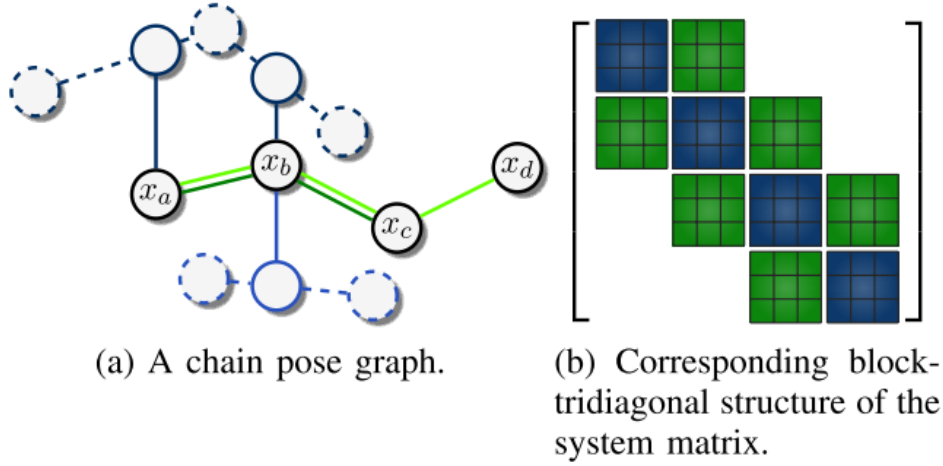 x_a
x_b
x_c
x_d
(a) A chain pose graph.
(b) Corresponding block-
tridiagonal structure of the
system matrix.